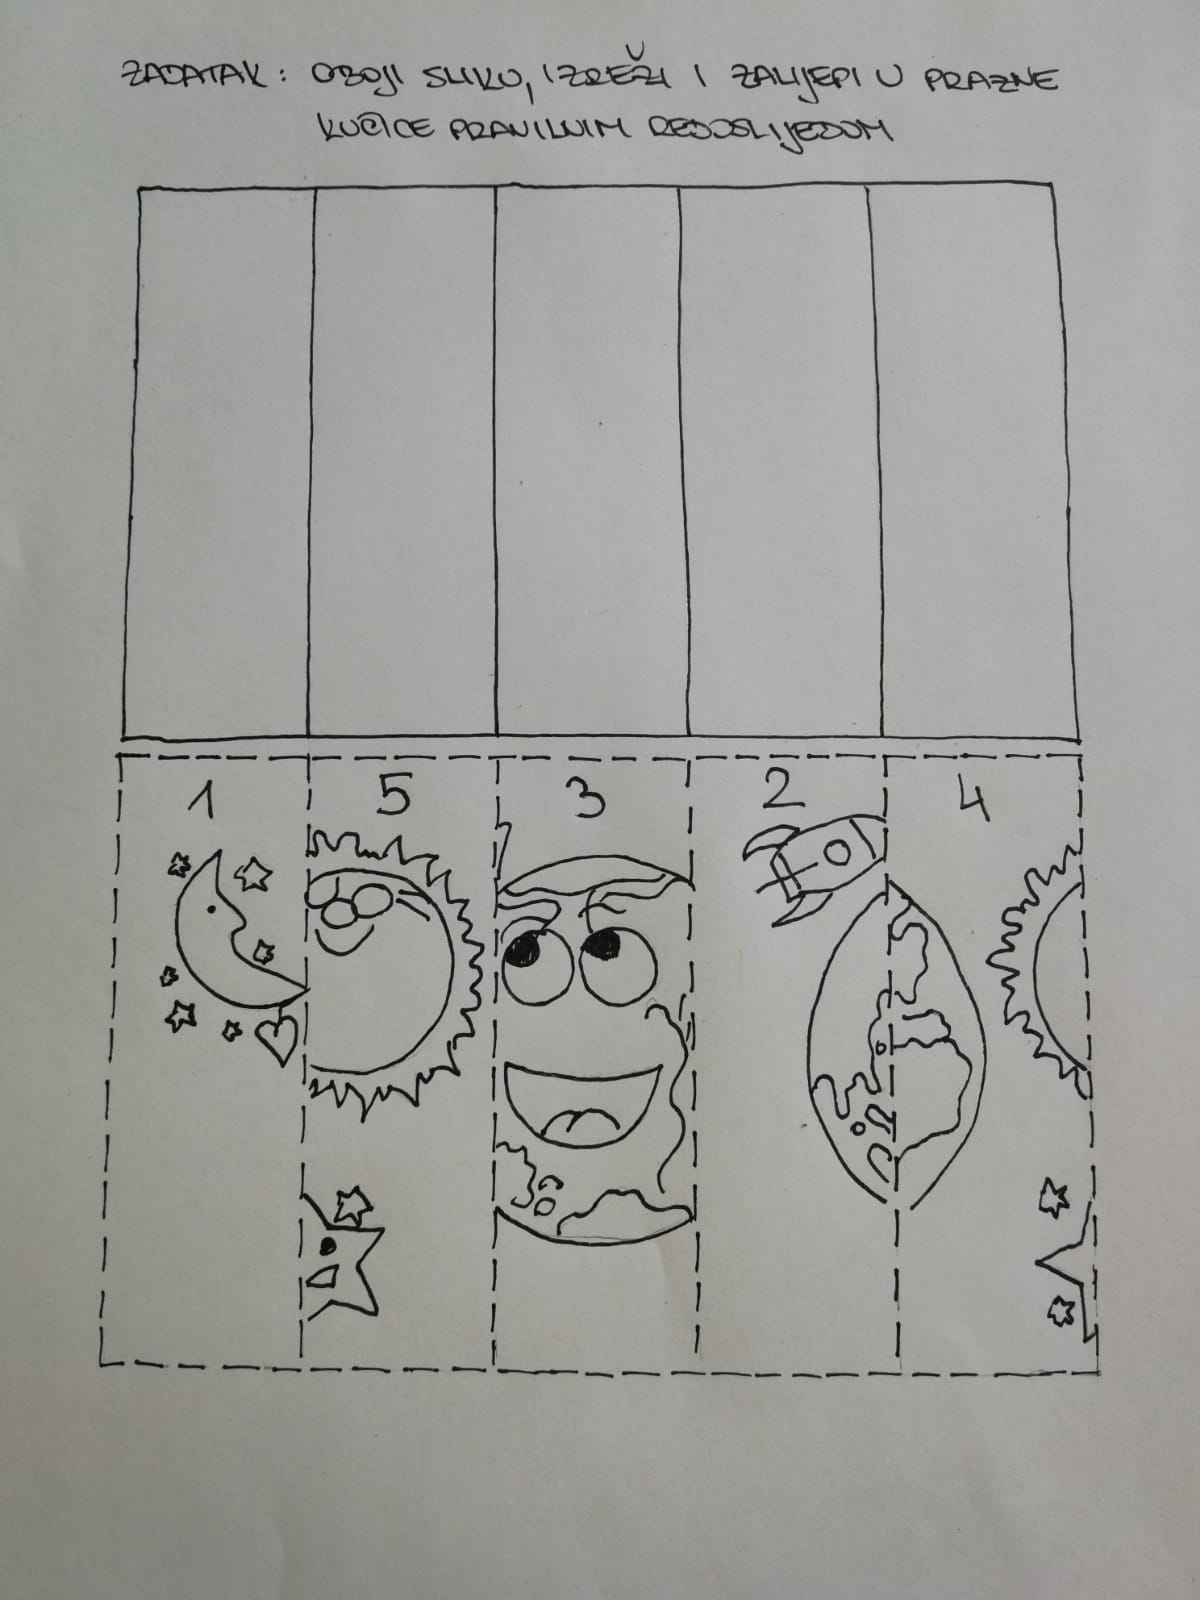 ZADATAK: OBOJI SLIKU, IZREŽI I ZALIJEPI U PRAZNE
KUĆICE PRAVILNIM REDOSLIJEDOM
1 5 3 2 4